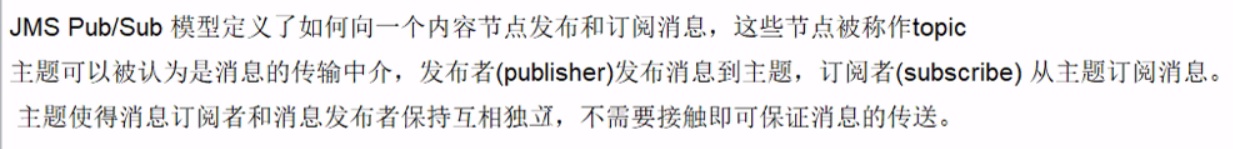 JMS Pub/Sub 模型定义了如何向一个内容节点发布和订阅消息，这些节点被称作topic
主题可以被认为是消息的传输中介，发布者(publisher)发布消息到主题，订阅者(subscribe) 从主题订阅消息。
主题使得消息订阅者和消息发布者保持互相独立，不需要接触即可保证消息的传送。